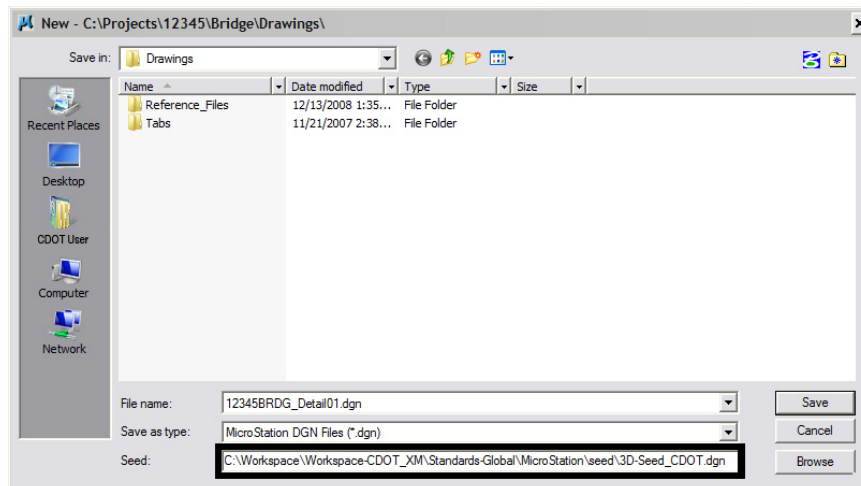 New - C:\Projects\12345\Bridge\Drawings\
Save in: Drawings
Name Date modified Type Size
Reference_Files 12/13/2008 1:35... File Folder
Tabs 11/21/2007 2:38... File Folder
Recent Places
Desktop
CDOT User
Computer
Network
File name: 12345BRDG_Detail01.dgn Save
Save as type: MicroStation DGN Files (*.dgn) Cancel
Seed: C:\Workspace\Workspace-CDOT_XM\Standards-Global\MicroStation\seed\3D-Seed_CDOT.dgn Browse